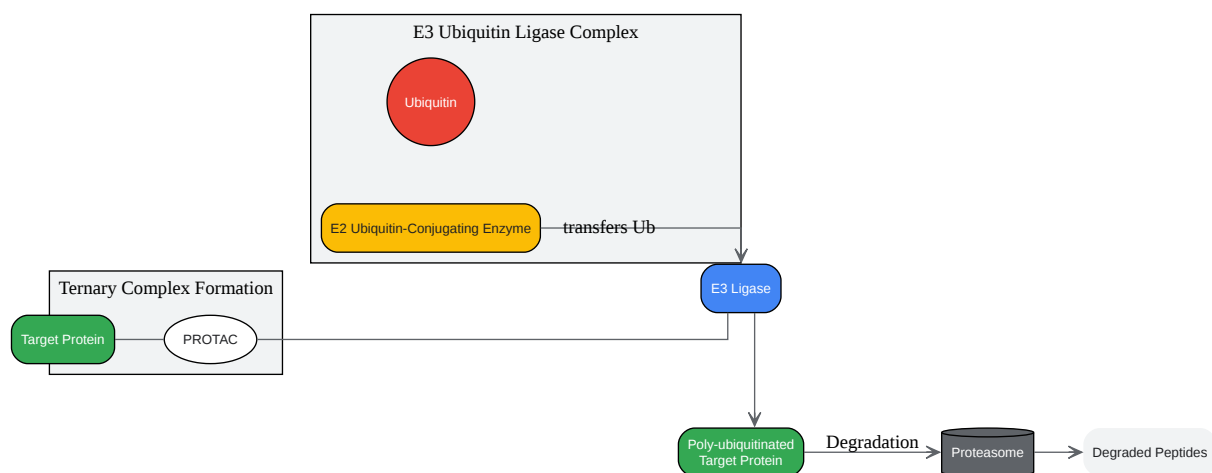 E3 Ubiquitin Ligase Complex
Ubiquitin
E2 Ubiquitin-Conjugating Enzyme
transfers Ub
E3 Ligase
Ternary Complex Formation
Target Protein
PROTAC
Poly-ubiquitinated
Target Protein
Degradation
Proteasome
Degraded Peptides